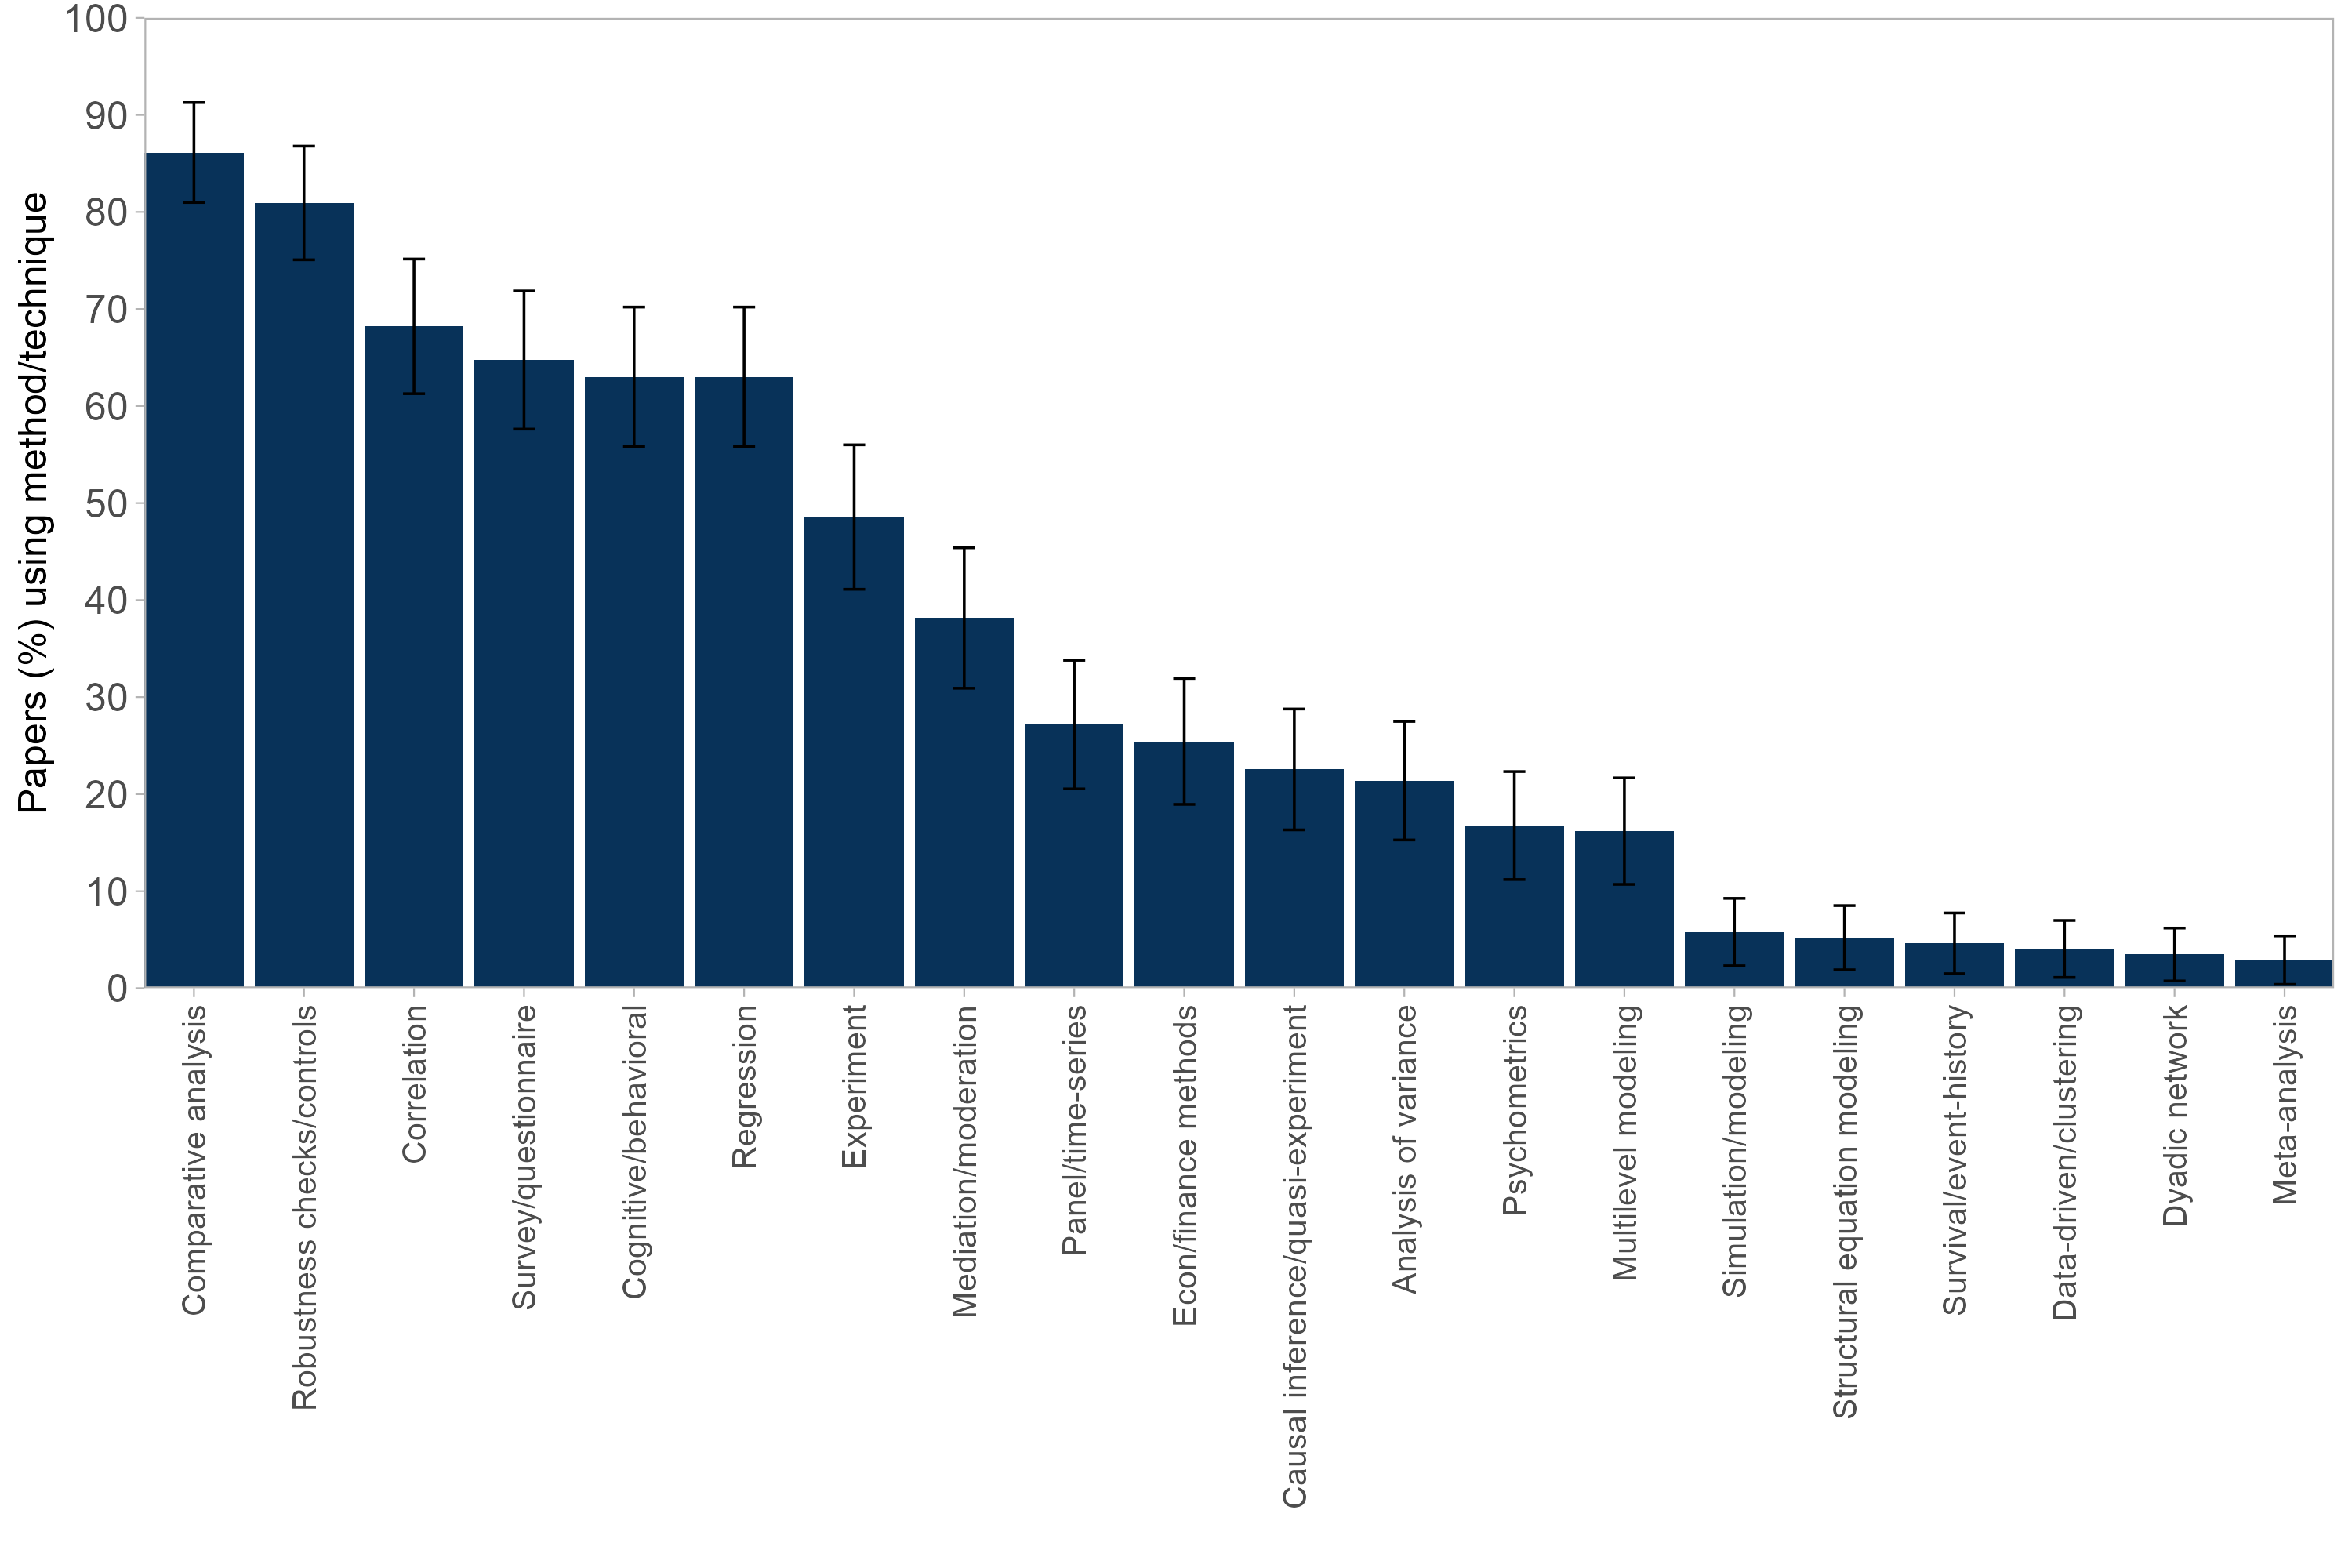 Papers (%) using method/technique
100
90
80
70
60
50
40
30
20
10
0
Comparative analysis
Robustness checks/controls
Correlation
Survey/questionnaire
Cognitive/behavioral
Regression
Experiment
Mediation/moderation
Panel/time-series
Econ/finance methods
Causal inference/quasi-experiment
Analysis of variance
Psychometrics
Multilevel modeling
Simulation/modeling
Structural equation modeling
Survival/event-history
Data-driven/clustering
Dyadic network
Meta-analysis